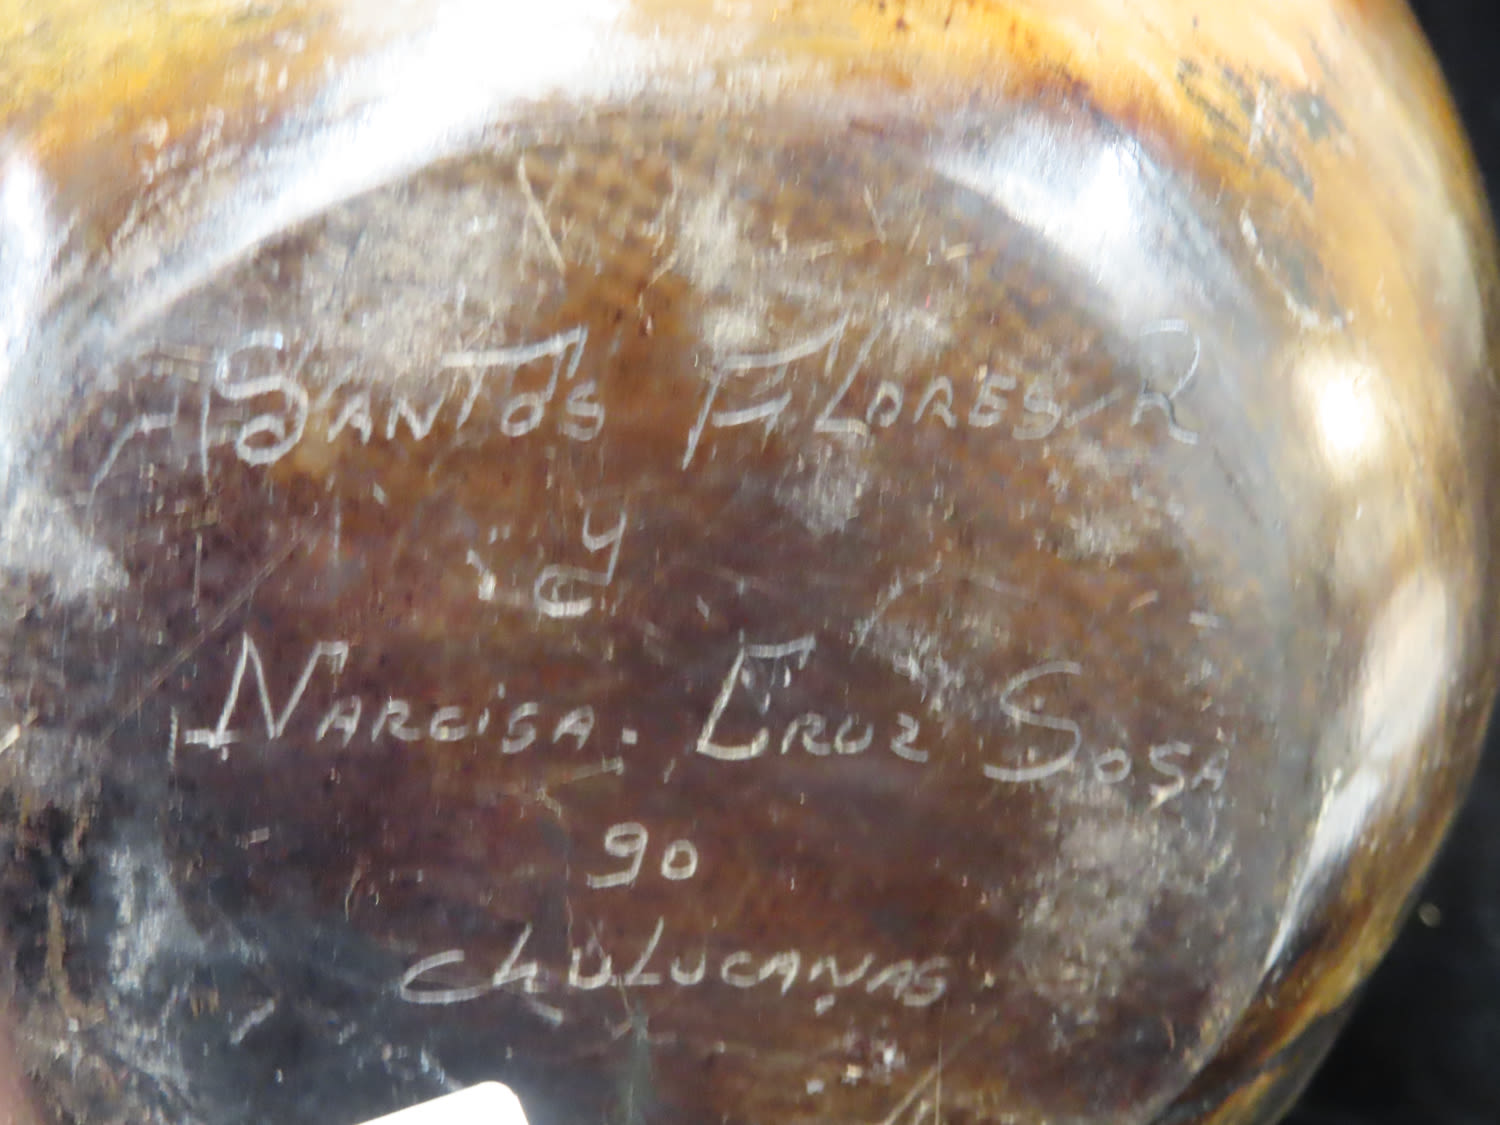 Santos Flores R
y
Narcisa. Cruz Sosa
90
Chulucanas